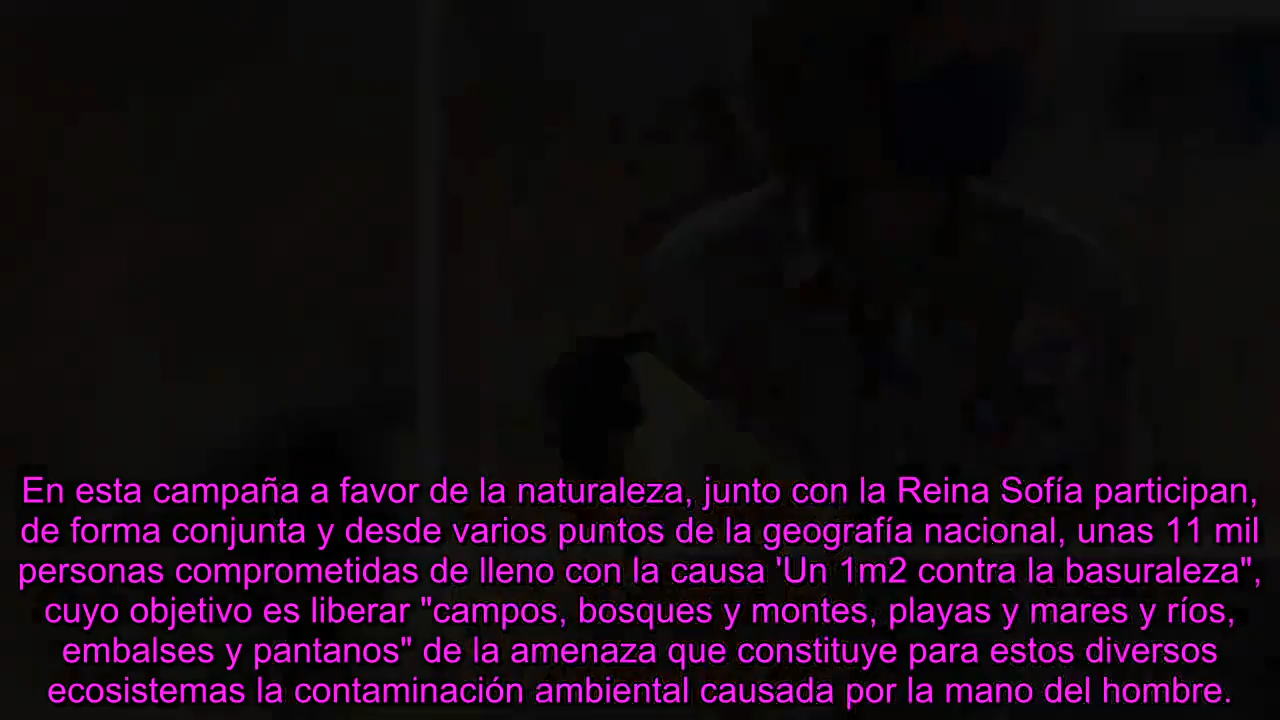 En esta campaña a favor de la naturaleza, junto con la Reina Sofía participan,
de forma conjunta y desde varios puntos de la geografía nacional, unas 11 mil
personas comprometidas de lleno con la causa 'Un 1m2 contra la basuraleza",
cuyo objetivo es liberar "campos, bosques y montes, playas y mares y ríos,
embalses y pantanos" de la amenaza que constituye para estos diversos
ecosistemas la contaminación ambiental causada por la mano del hombre.